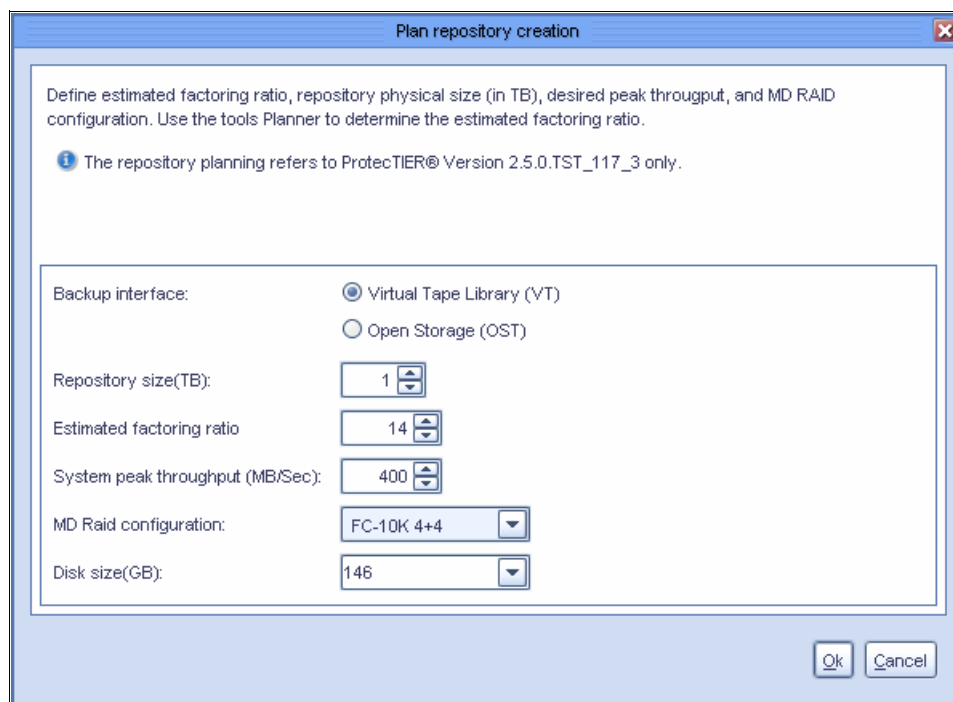 Plan repository creation
Define estimated factoring ratio, repository physical size (in TB), desired peak througput, and MD RAID
configuration. Use the tools Planner to determine the estimated factoring ratio.
The repository planning refers to ProtecTIER® Version 2.5.0.TST_117_3 only.
Backup interface:
Virtual Tape Library (VT)
Open Storage (OST)
Repository size(TB):
1
Estimated factoring ratio
14
System peak throughput (MB/Sec):
400
MD Raid configuration:
FC-10K 4+4
Disk size(GB):
146
Ok
Cancel